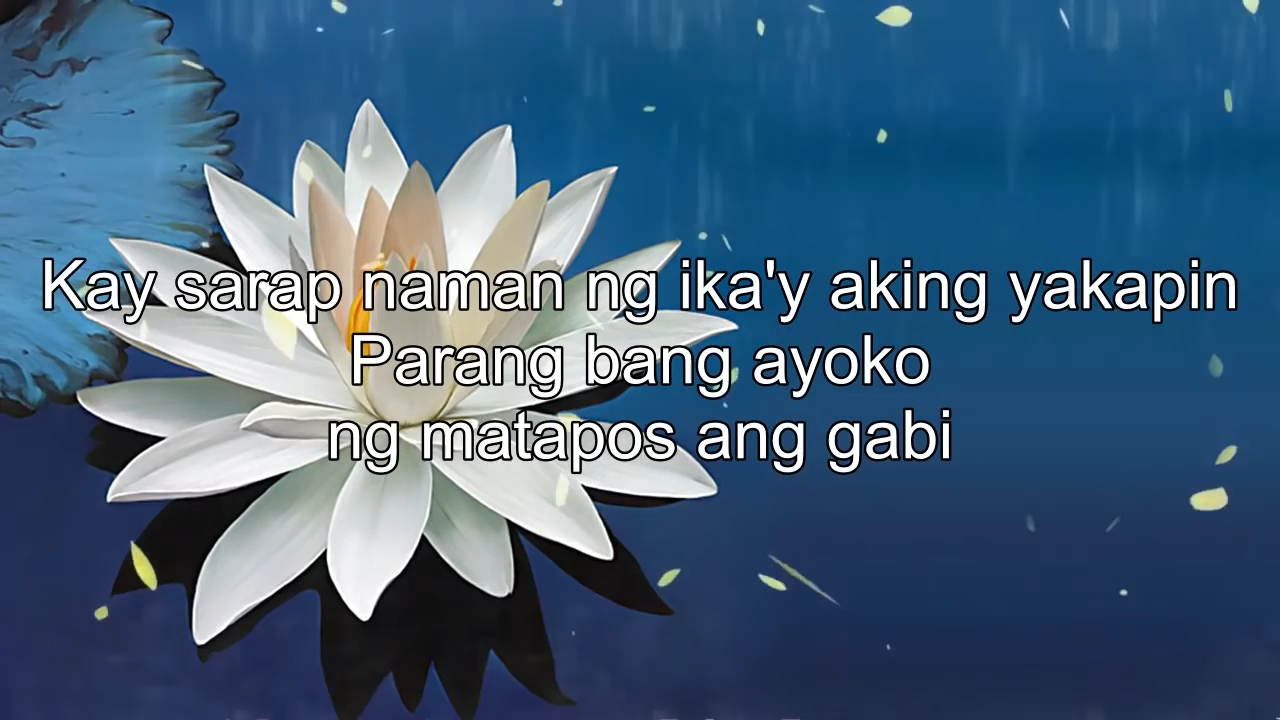 Kay sarap naman ng ika'y aking yakapin
Parang bang ayoko
ng matapos ang gabi